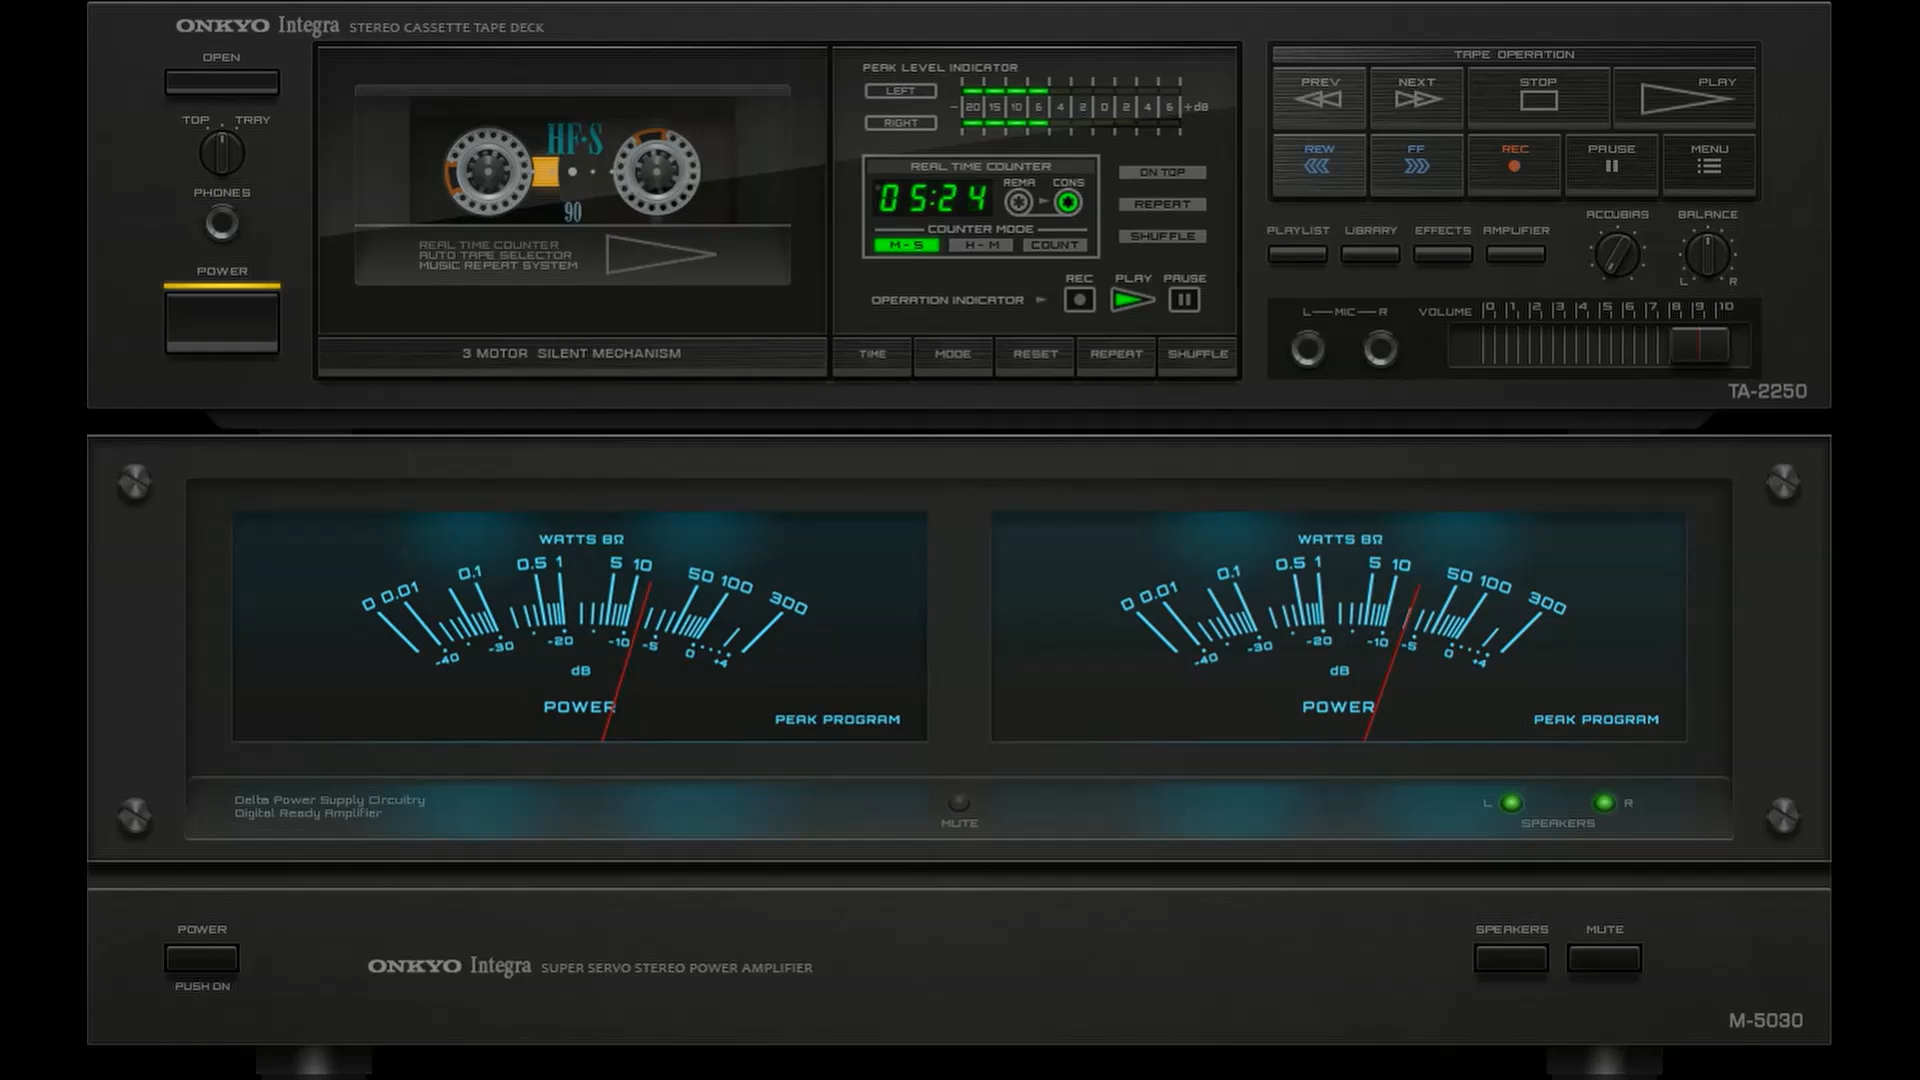 ONKYO Integra STEREO CASSETTE TAPE DECK
OPEN
TOP TRAY
PHONES
POWER
HF·S
90
REAL TIME COUNTER
AUTO TAPE SELECTOR
MUSIC REPEAT SYSTEM
3 MOTOR SILENT MECHANISM
PEAK LEVEL INDICATOR
LEFT
− 20 15 10 6 4 2 0 2 4 6 +dB
RIGHT
REAL TIME COUNTER
05:24
REMA CONS
COUNTER MODE
M-S H-M COUNT
ON TOP
REPEAT
SHUFFLE
REC PLAY PAUSE
OPERATION INDICATOR
TIME MODE RESET REPEAT SHUFFLE
TAPE OPERATION
PREV NEXT STOP PLAY
REW FF REC PAUSE MENU
PLAYLIST LIBRARY EFFECTS AMPLIFIER
ACCUBIAS BALANCE
L R
L—MIC—R
VOLUME 0 1 2 3 4 5 6 7 8 9 10
TA-2250
WATTS 8Ω
0 0.01 0.1 0.5 1 5 10 50 100 300
-40 -30 -20 -10 -5 0 +4
dB
POWER
PEAK PROGRAM
WATTS 8Ω
0 0.01 0.1 0.5 1 5 10 50 100 300
-40 -30 -20 -10 -5 0 +4
dB
POWER
PEAK PROGRAM
Delta Power Supply Circuitry
Digital Ready Amplifier
MUTE
L R
SPEAKERS
POWER
PUSH ON
ONKYO Integra SUPER SERVO STEREO POWER AMPLIFIER
SPEAKERS MUTE
M-5030